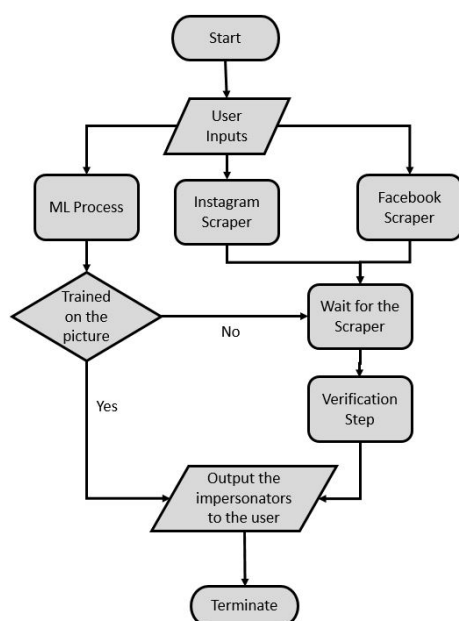 Start
User
Inputs
ML Process
Instagram
Scraper
Facebook
Scraper
Trained
on the
picture
No
Wait for the
Scraper
Yes
Verification
Step
Output the
impersonators
to the user
Terminate